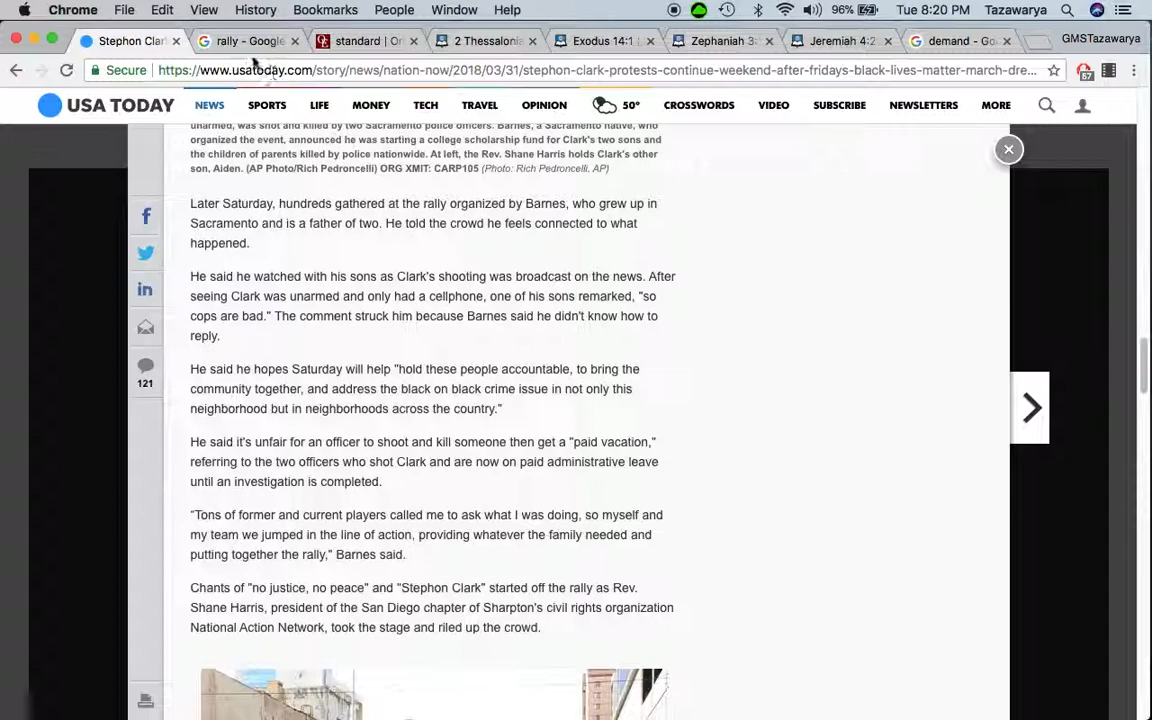 Chrome File Edit View History Bookmarks People Window Help 96% Tue 8:20 PM Tazawarya
Stephon Clar rally - Google standard | On 2 Thessaloni Exodus 14:1 Zephaniah 3: Jeremiah 4:2 demand - Go GMSTazawarya
Secure https://www.usatoday.com/story/news/nation-now/2018/03/31/stephon-clark-protests-continue-weekend-after-fridays-black-lives-matter-march-dre... 67
USA TODAY NEWS SPORTS LIFE MONEY TECH TRAVEL OPINION 50° CROSSWORDS VIDEO SUBSCRIBE NEWSLETTERS MORE
unarmed, was shot and killed by two Sacramento police officers. Barnes, a Sacramento native, who
organized the event, announced he was starting a college scholarship fund for Clark's two sons and
the children of parents killed by police nationwide. At left, the Rev. Shane Harris holds Clark's other
son, Aiden. (AP Photo/Rich Pedroncelli) ORG XMIT: CARP105 (Photo: Rich Pedroncelli, AP)
Later Saturday, hundreds gathered at the rally organized by Barnes, who grew up in
Sacramento and is a father of two. He told the crowd he feels connected to what
happened.
He said he watched with his sons as Clark's shooting was broadcast on the news. After
seeing Clark was unarmed and only had a cellphone, one of his sons remarked, "so
cops are bad." The comment struck him because Barnes said he didn't know how to
reply.
121
He said he hopes Saturday will help "hold these people accountable, to bring the
community together, and address the black on black crime issue in not only this
neighborhood but in neighborhoods across the country."
He said it's unfair for an officer to shoot and kill someone then get a "paid vacation,"
referring to the two officers who shot Clark and are now on paid administrative leave
until an investigation is completed.
“Tons of former and current players called me to ask what I was doing, so myself and
my team we jumped in the line of action, providing whatever the family needed and
putting together the rally,” Barnes said.
Chants of "no justice, no peace" and "Stephon Clark" started off the rally as Rev.
Shane Harris, president of the San Diego chapter of Sharpton's civil rights organization
National Action Network, took the stage and riled up the crowd.